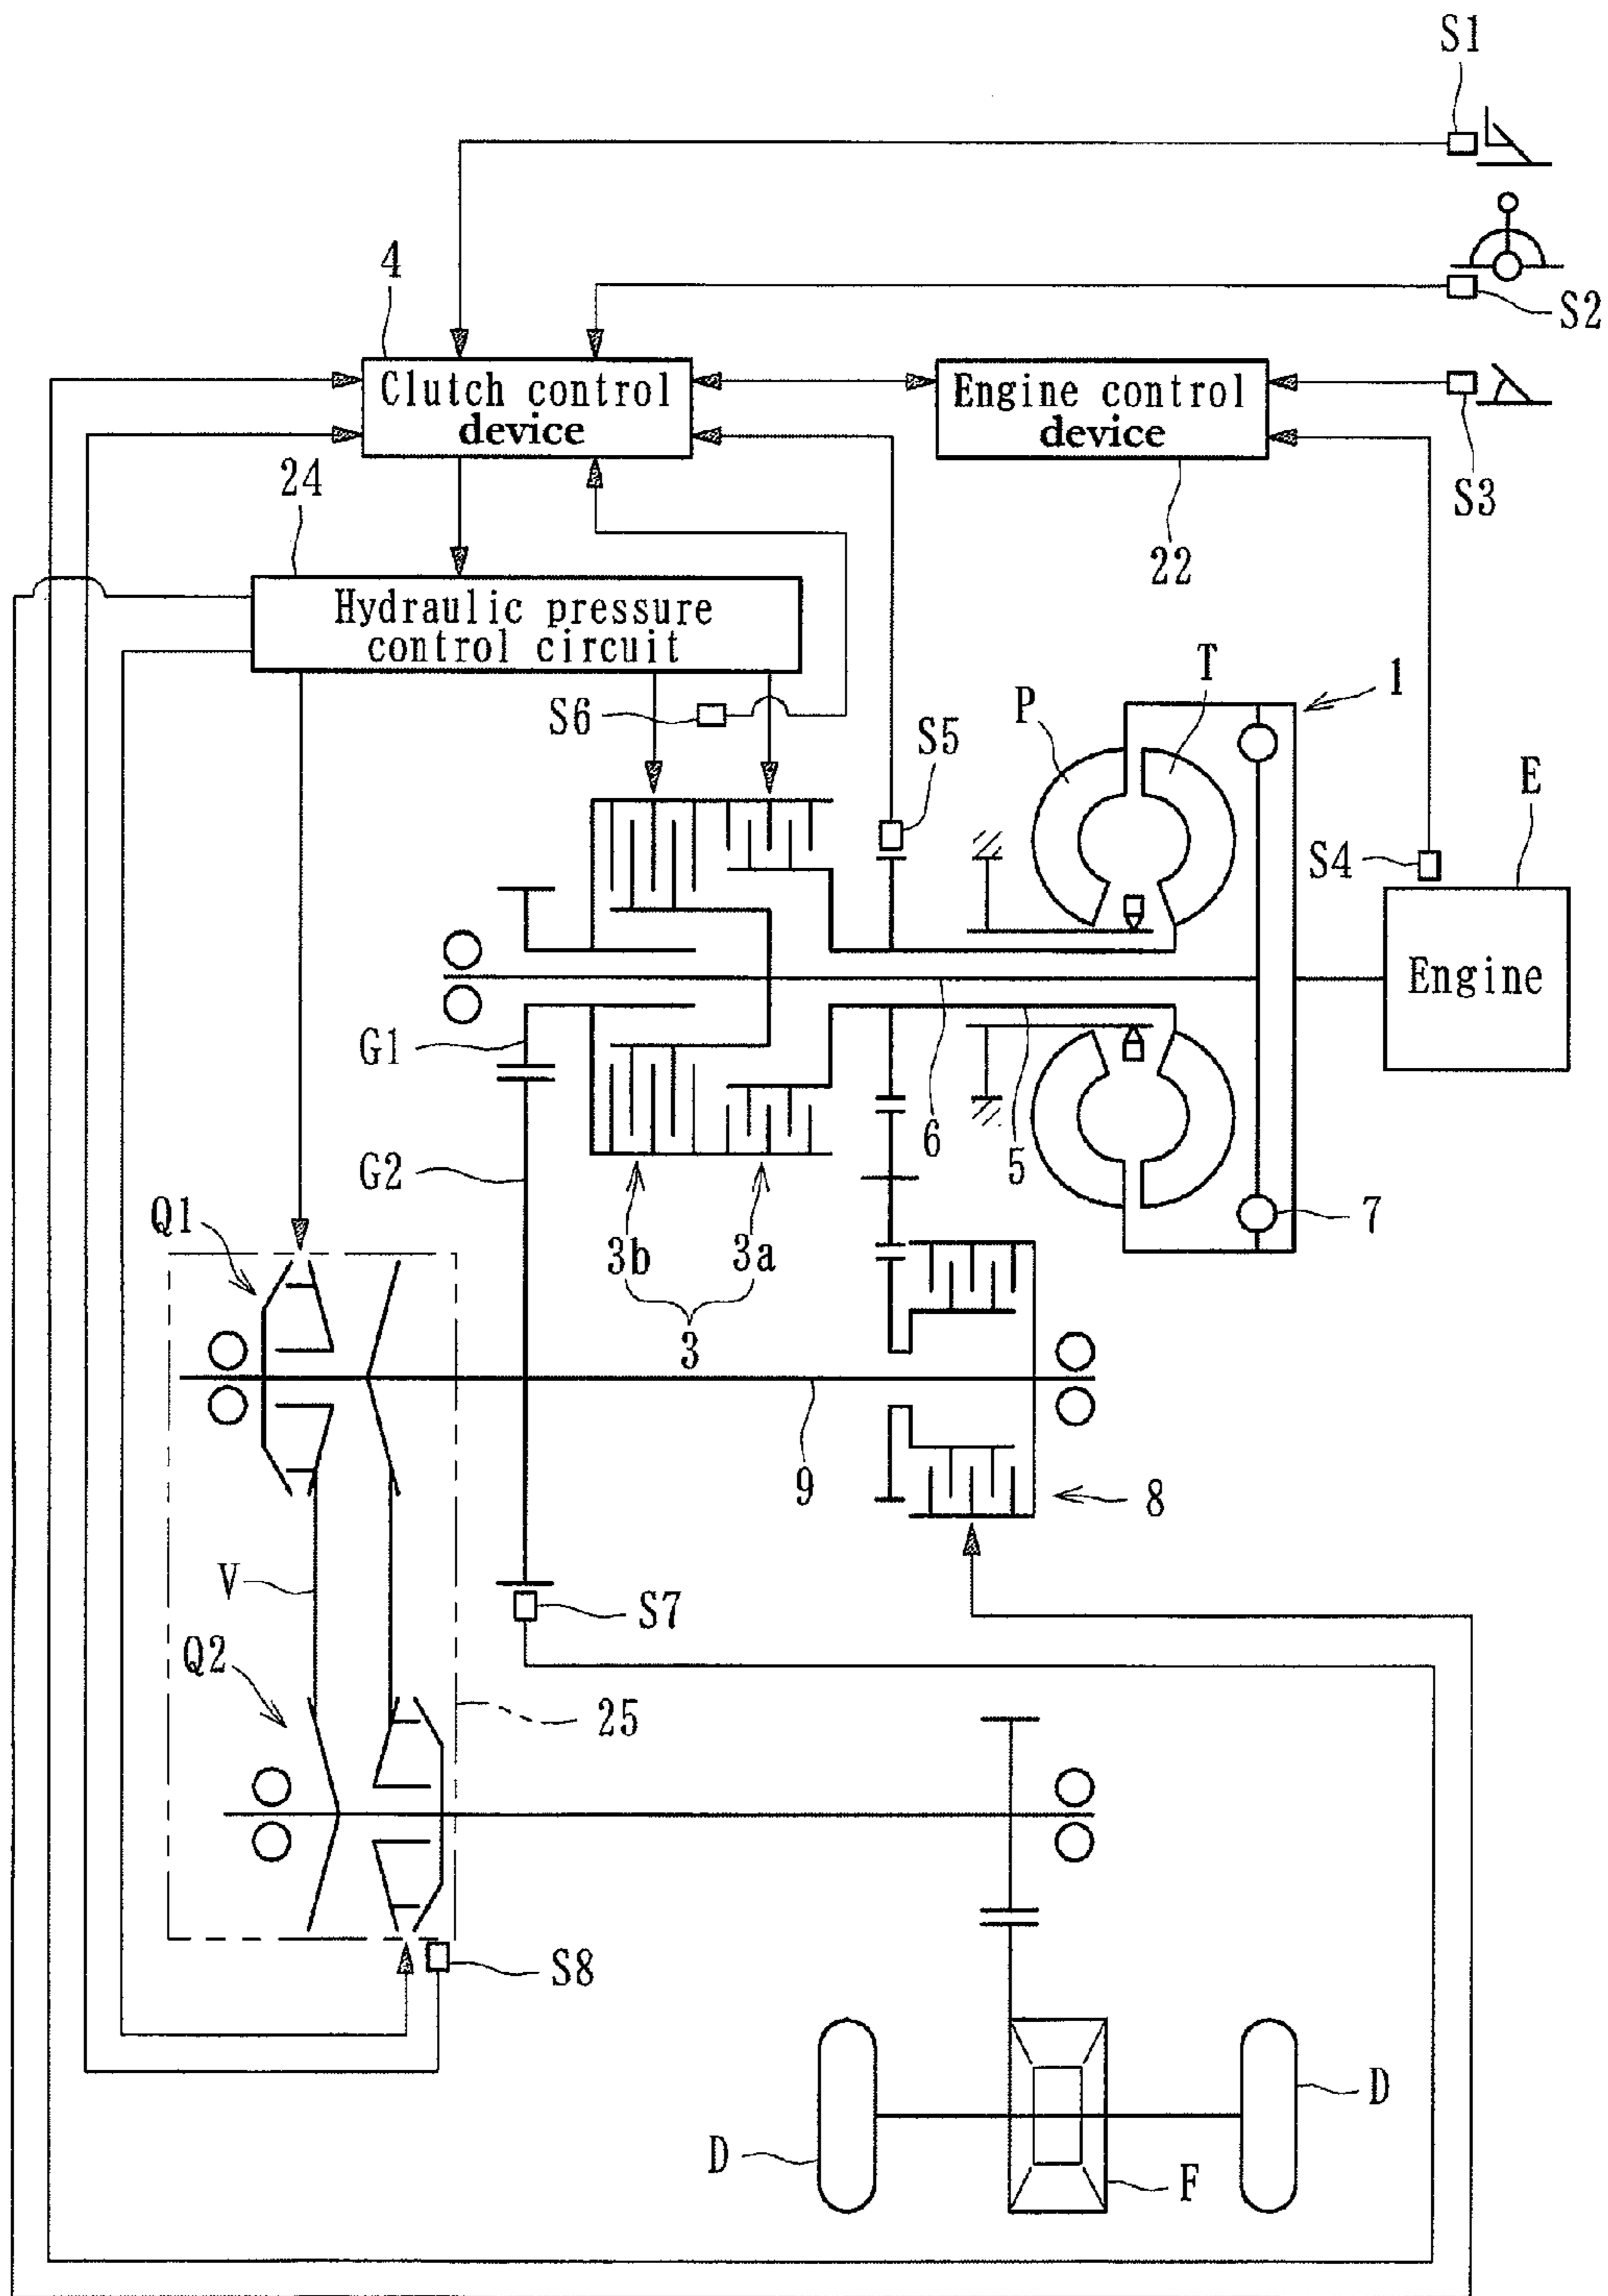 S1
4
S2
Clutch control
device
Engine control
device
S3
24
22
Hydraulic pressure
control circuit
S6
S5
P
T
1
S4
E
Engine
G1
6
5
G2
Q1
3b
3a
7
3
9
8
V
S7
Q2
25
S8
D
D
F